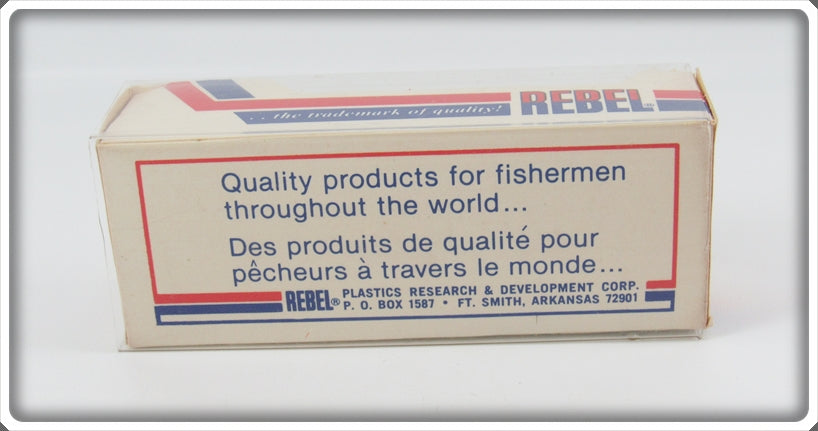 . . the trademark of quality! REBEL®
Quality products for fishermen
throughout the world...
Des produits de qualité pour
pêcheurs à travers le monde...
REBEL® PLASTICS RESEARCH & DEVELOPMENT CORP.
P. O. BOX 1587 • FT. SMITH, ARKANSAS 72901